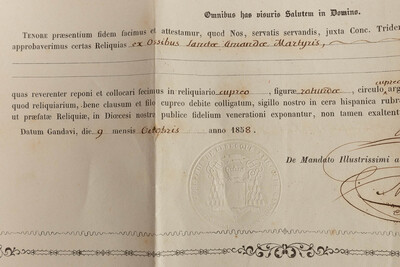 Omnibus has visuris Salutem in Domino.
TENORE præsentium fidem facimus et attestamur, quod Nos, servatis servandis, juxta Conc. Triden
approbaverimus certas Reliquias ex Ossibus Sanctæ Amandæ Martyris,
cupreo
quas reverenter reponi et collocari fecimus in reliquiario cupreo, figuræ rotundæ, circulo arg
quod reliquiarium, bene clausum et filo cupreo debite colligatum, sigillo nostro in cera hispanica rubra
ut præfatæ Reliquiæ, in Diœcesi nostra publicæ fidelium venerationi exponantur, non tamen exalten
Datum Gandavi, die 9 mensis Octobris anno 1858.
De Mandato Illustrissimi a